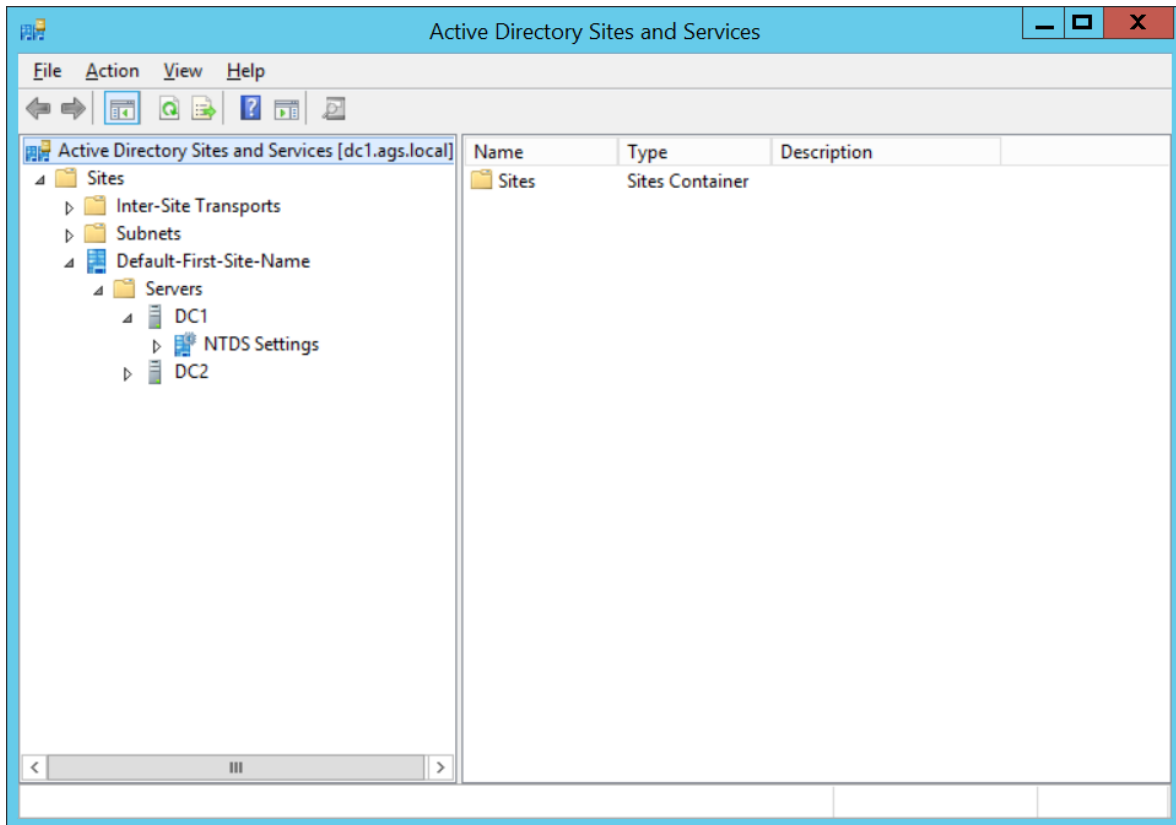 Active Directory Sites and Services
X
File Action View Help
Active Directory Sites and Services [dc1.ags.local]
Sites
Inter-Site Transports
Subnets
Default-First-Site-Name
Servers
DC1
NTDS Settings
DC2
Name Type Description
Sites Sites Container